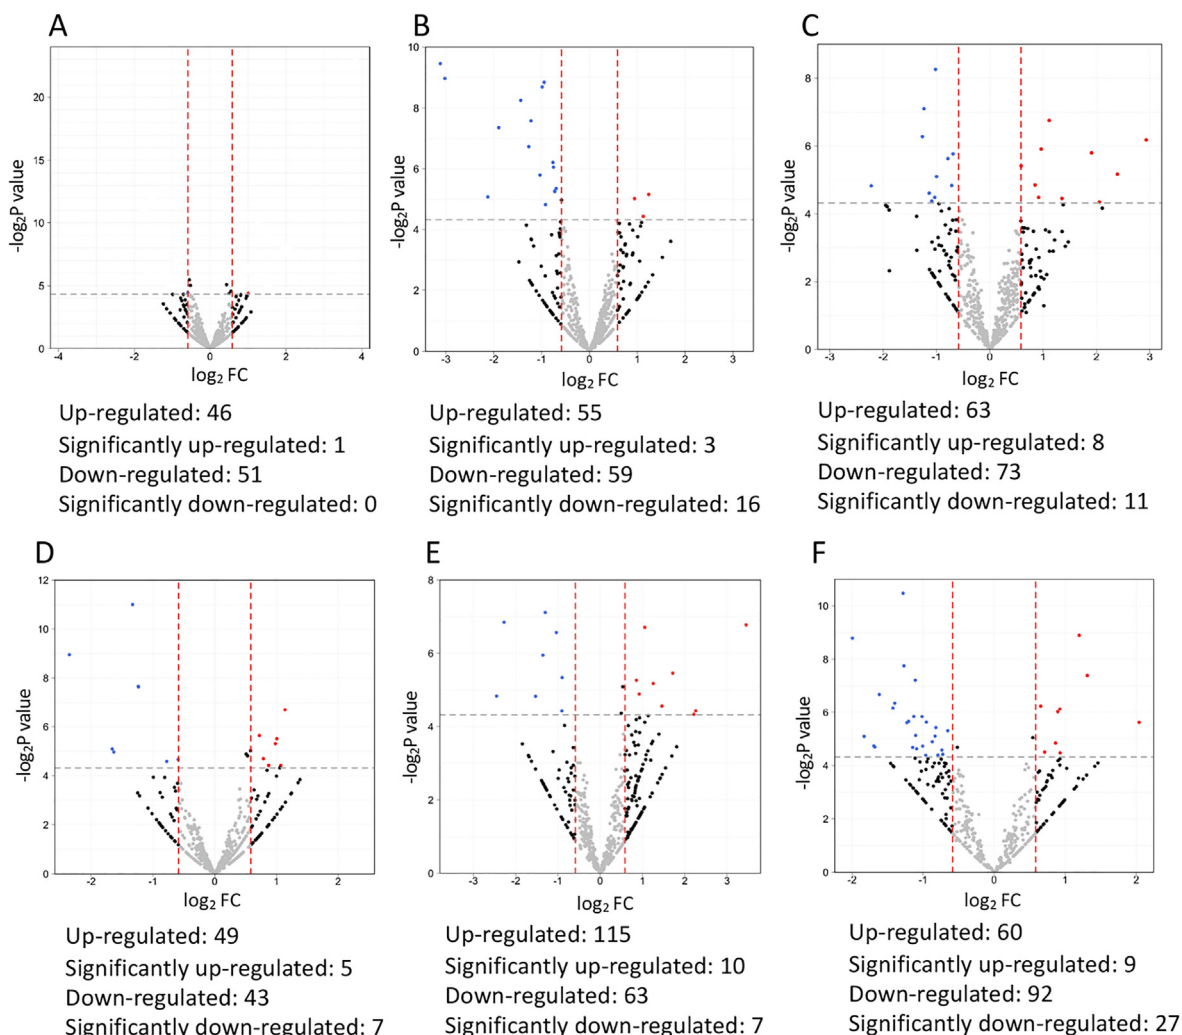 A
20
15
10
5
0
-4
-2
0
2
4
-log2P value
log2 FC
Up-regulated: 46
Significantly up-regulated: 1
Down-regulated: 51
Significantly down-regulated: 0
B
10
8
6
4
2
0
-3
-2
-1
0
1
2
3
-log2P value
log2 FC
Up-regulated: 55
Significantly up-regulated: 3
Down-regulated: 59
Significantly down-regulated: 16
C
8
6
4
2
0
-3
-2
-1
0
1
2
3
-log2P value
log2 FC
Up-regulated: 63
Significantly up-regulated: 8
Down-regulated: 73
Significantly down-regulated: 11
D
12
10
8
6
4
2
0
-2
-1
0
1
2
-log2P value
log2 FC
Up-regulated: 49
Significantly up-regulated: 5
Down-regulated: 43
Significantly down-regulated: 7
E
8
6
4
2
0
-3
-2
-1
0
1
2
3
-log2P value
log2 FC
Up-regulated: 115
Significantly up-regulated: 10
Down-regulated: 63
Significantly down-regulated: 7
F
10
8
6
4
2
0
-2
-1
0
1
2
-log2P value
log2 FC
Up-regulated: 60
Significantly up-regulated: 9
Down-regulated: 92
Significantly down-regulated: 27